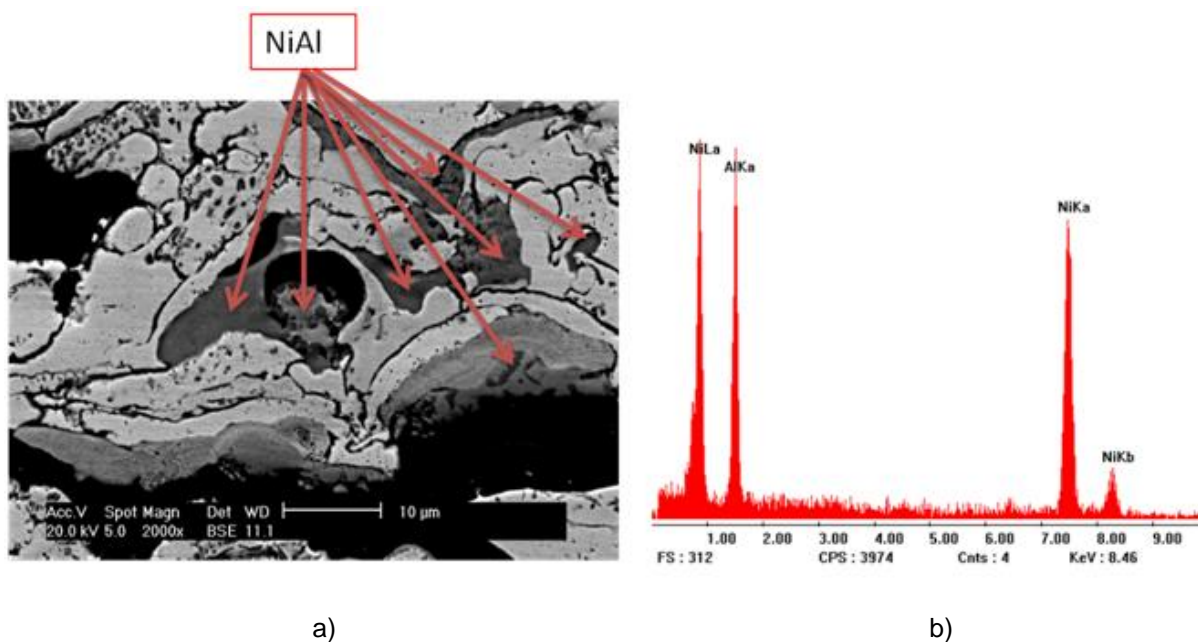 NiAl
Acc.V Spot Magn Det WD
20.0 kV 5.0 2000x BSE 11.1
10 µm
NiLa
AlKa
NiKa
NiKb
1.00 2.00 3.00 4.00 5.00 6.00 7.00 8.00 9.00
FS : 312 CPS : 3974 Cnts : 4 KeV : 8.46
a) b)